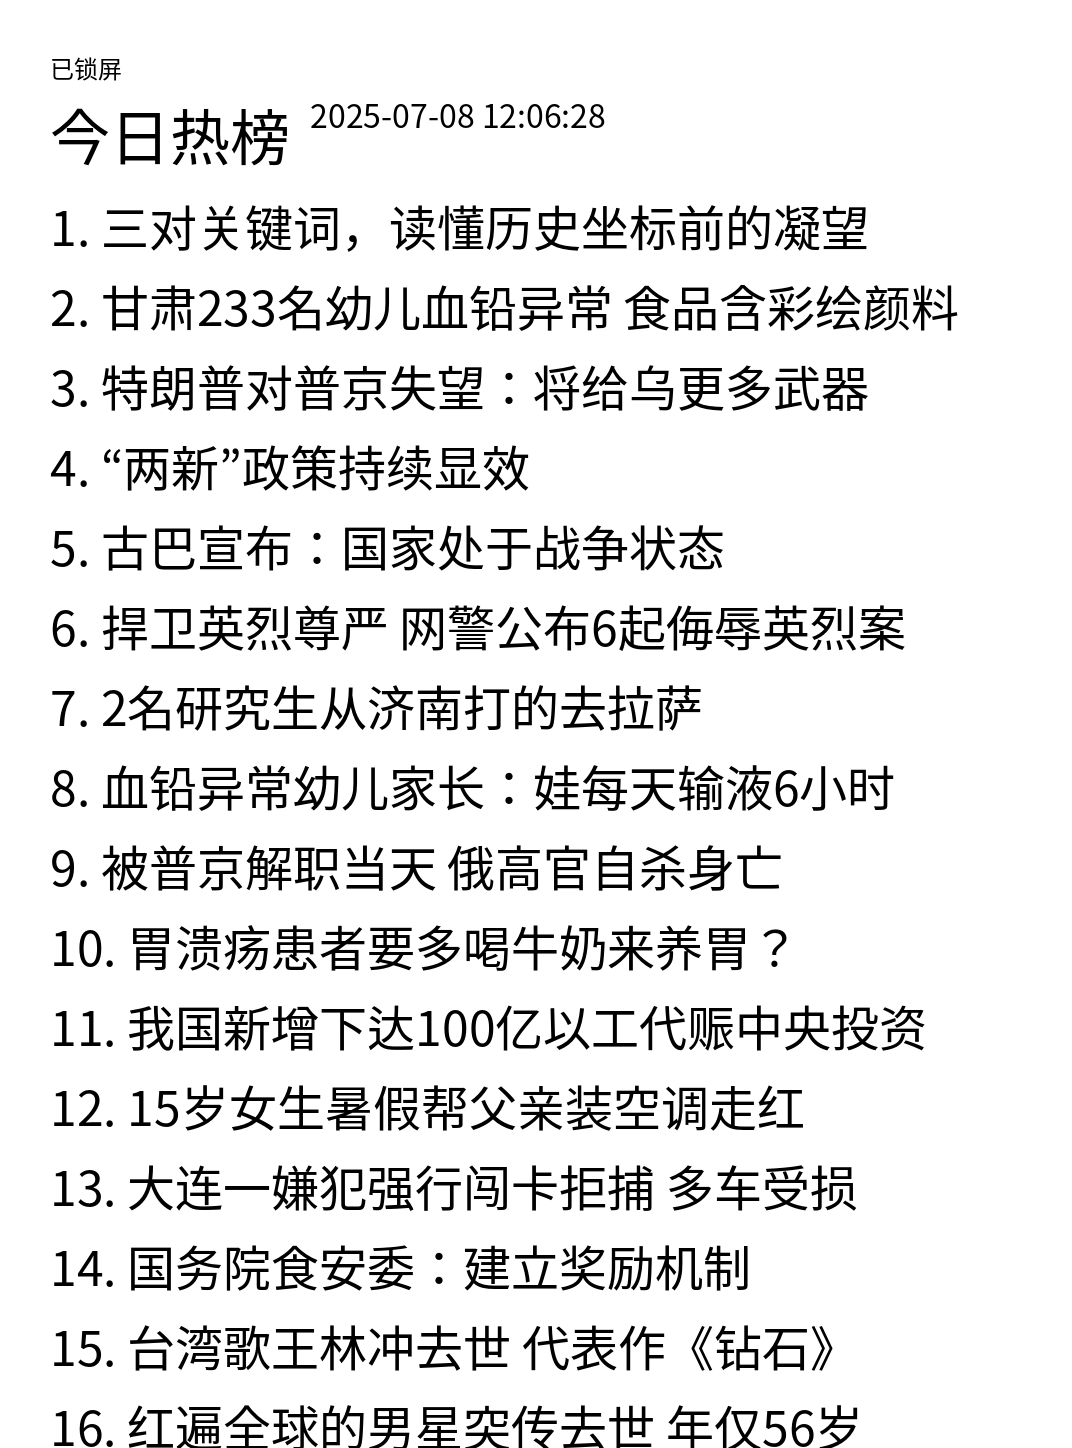 已锁屏
今日热榜 2025-07-08 12:06:28
1. 三对关键词，读懂历史坐标前的凝望
2. 甘肃233名幼儿血铅异常 食品含彩绘颜料
3. 特朗普对普京失望：将给乌更多武器
4. “两新”政策持续显效
5. 古巴宣布：国家处于战争状态
6. 捍卫英烈尊严 网警公布6起侮辱英烈案
7. 2名研究生从济南打的去拉萨
8. 血铅异常幼儿家长：娃每天输液6小时
9. 被普京解职当天 俄高官自杀身亡
10. 胃溃疡患者要多喝牛奶来养胃？
11. 我国新增下达100亿以工代赈中央投资
12. 15岁女生暑假帮父亲装空调走红
13. 大连一嫌犯强行闯卡拒捕 多车受损
14. 国务院食安委：建立奖励机制
15. 台湾歌王林冲去世 代表作《钻石》
16. 红遍全球的男星突传去世 年仅56岁